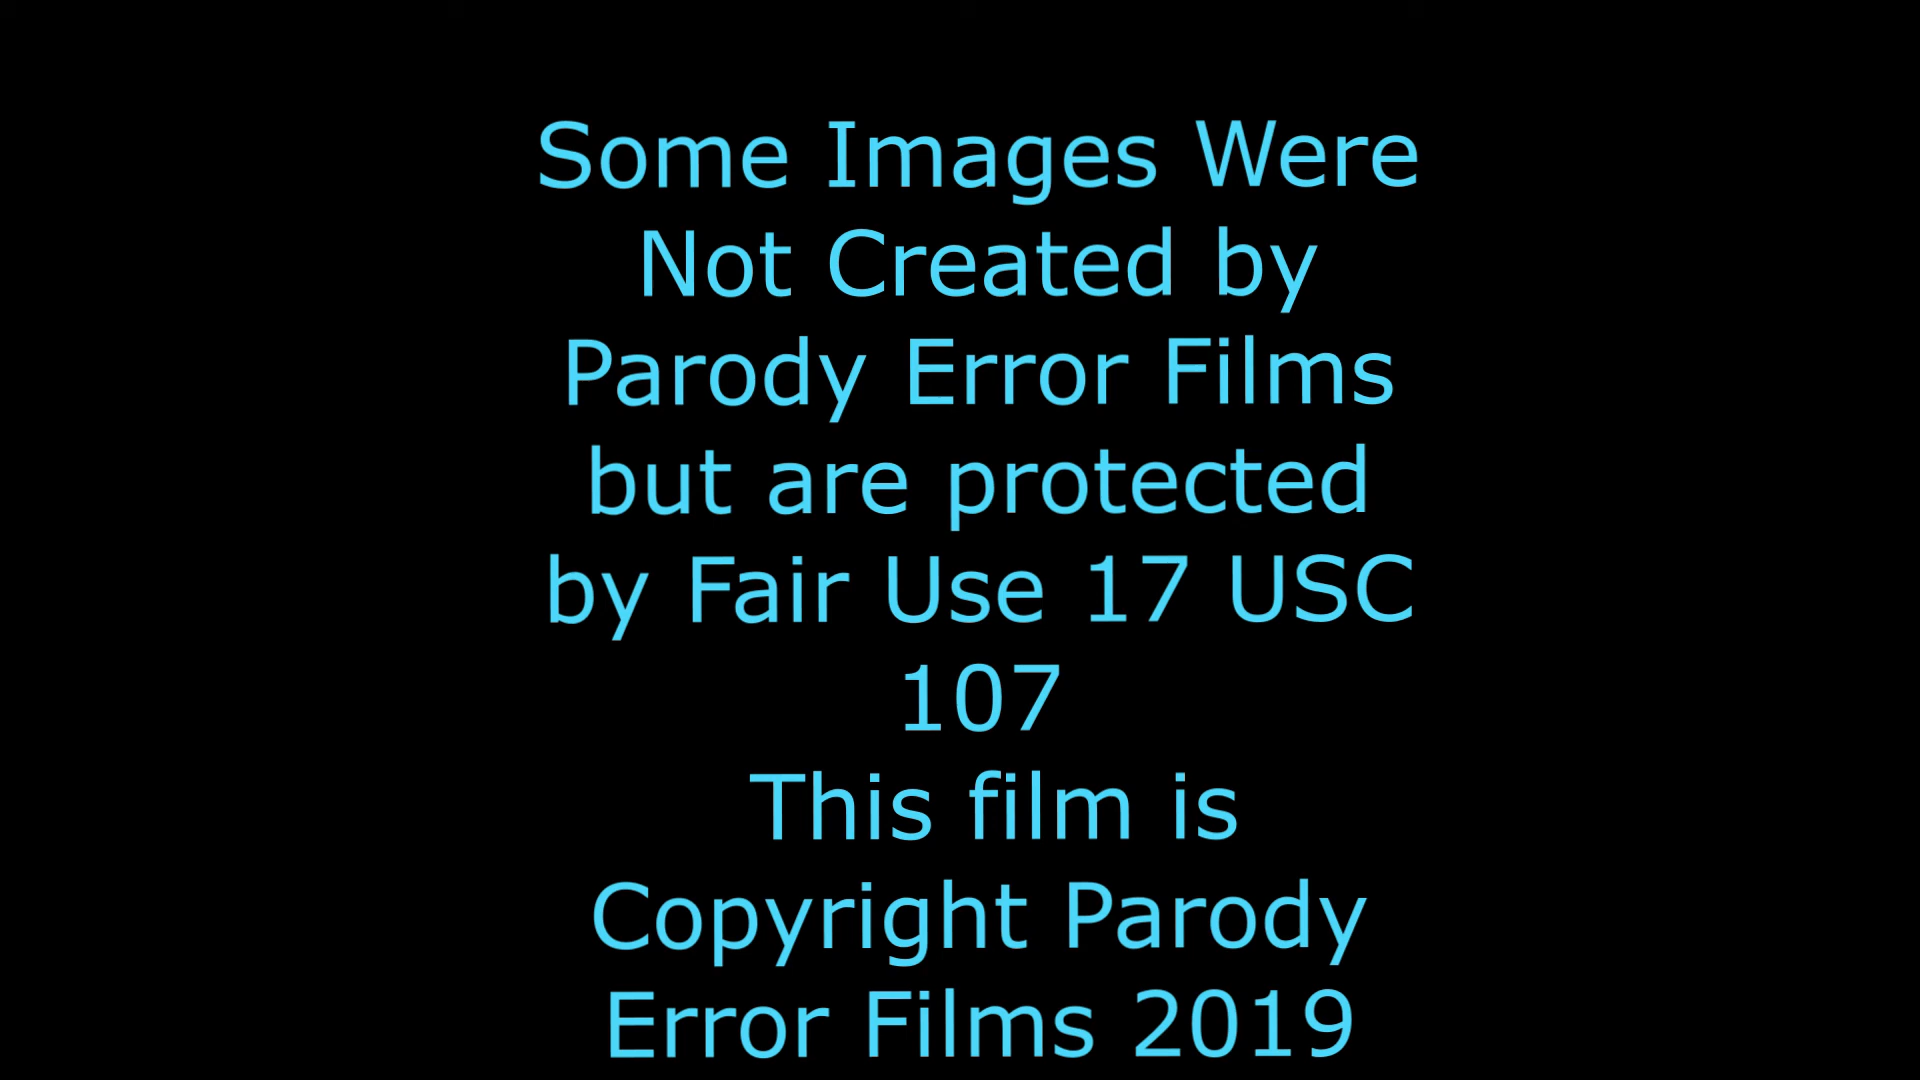 Some Images Were
Not Created by
Parody Error Films
but are protected
by Fair Use 17 USC
107
This film is
Copyright Parody
Error Films 2019